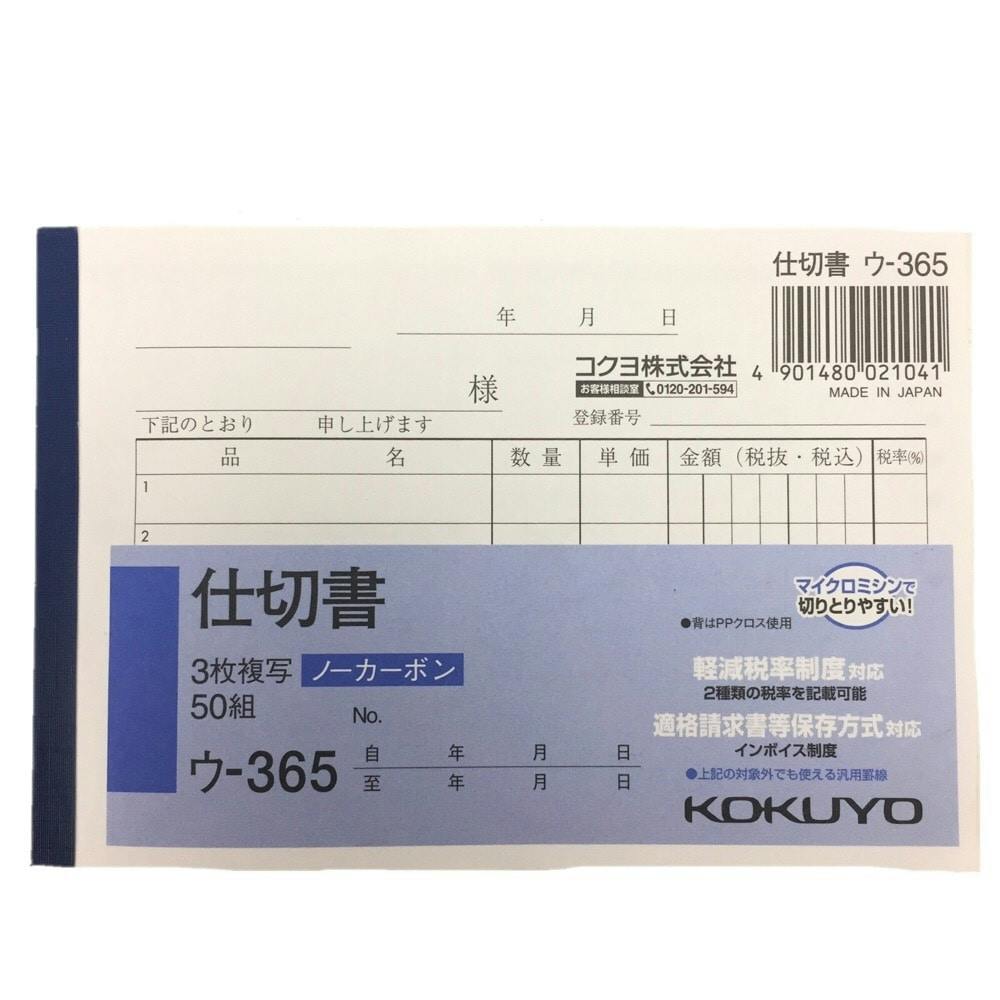 仕切書 ウ-365
年 月 日
コクヨ株式会社
お客様相談室 0120-201-594
4 901480 021041
MADE IN JAPAN
様
登録番号
下記のとおり 申し上げます
品 名 数量 単価 金額（税抜・税込） 税率(%)
1
2
仕切書
マイクロミシンで
切りとりやすい！
●背はPPクロス使用
3枚複写 ノーカーボン
50組
軽減税率制度対応
2種類の税率を記載可能
No.
適格請求書等保存方式対応
インボイス制度
ウ-365
自 年 月 日
至 年 月 日
●上記の対象外でも使える汎用罫線
KOKUYO